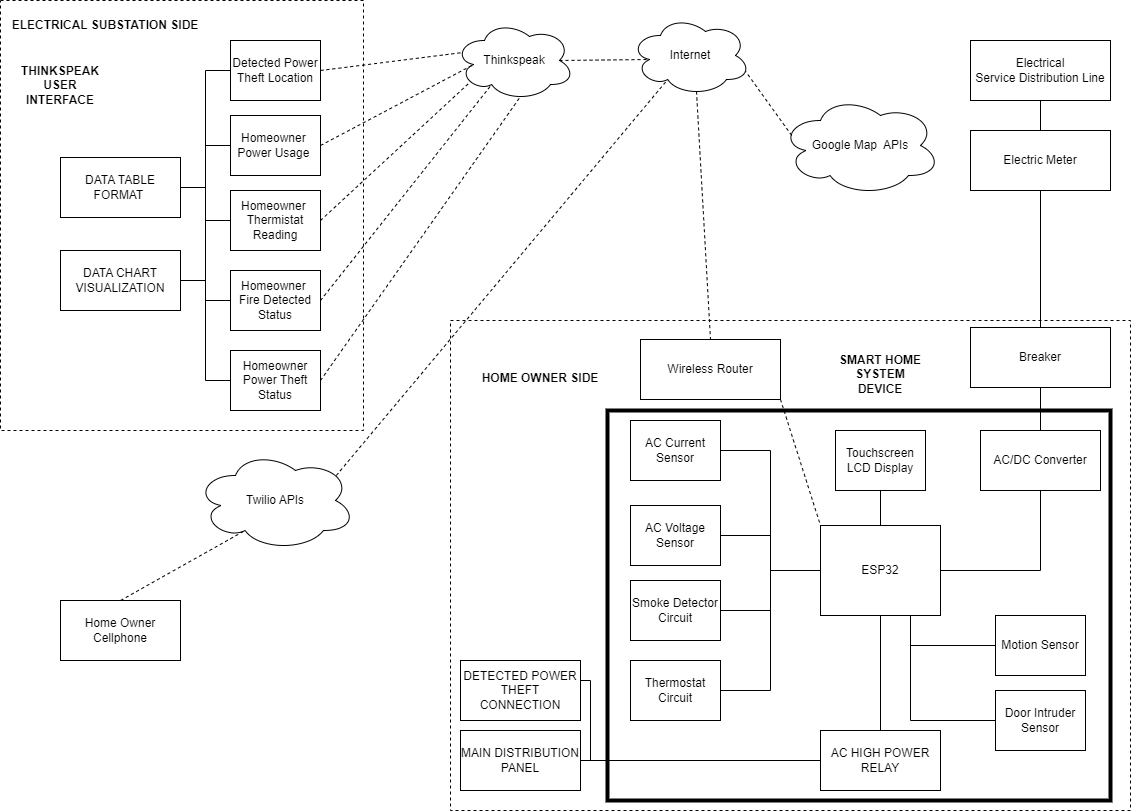 ELECTRICAL SUBSTATION SIDE
THINKSPEAK
USER
INTERFACE
Detected Power
Theft Location
Homeowner
Power Usage
DATA TABLE
FORMAT
Homeowner
Thermistat
Reading
DATA CHART
VISUALIZATION
Homeowner
Fire Detected
Status
Homeowner
Power Theft
Status
Thinkspeak
Internet
Google Map  APIs
Electrical
Service Distribution Line
Electric Meter
Breaker
Wireless Router
SMART HOME
SYSTEM
DEVICE
HOME OWNER SIDE
AC Current
Sensor
Touchscreen
LCD Display
AC/DC Converter
AC Voltage
Sensor
ESP32
Smoke Detector
Circuit
Motion Sensor
Thermostat
Circuit
Door Intruder
Sensor
DETECTED POWER
THEFT
CONNECTION
MAIN DISTRIBUTION
PANEL
AC HIGH POWER
RELAY
Twilio APIs
Home Owner
Cellphone